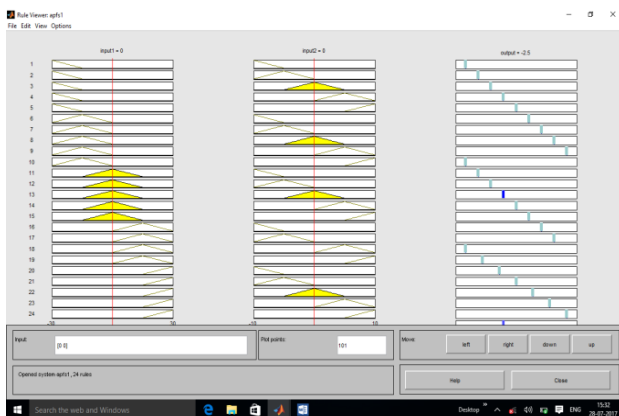 Rule Viewer: apfs1
File Edit View Options
input1 = 0
input2 = 0
output = -2.5
1
2
3
4
5
6
7
8
9
10
11
12
13
14
15
16
17
18
19
20
21
22
23
24
-30
30
-10
10
Input:
[0 0]
Plot points:
101
Move:
left
right
down
up
Opened system apfs1, 24 rules
Help
Close
Search the web and Windows
Desktop
ENG
15:32
28-07-2017